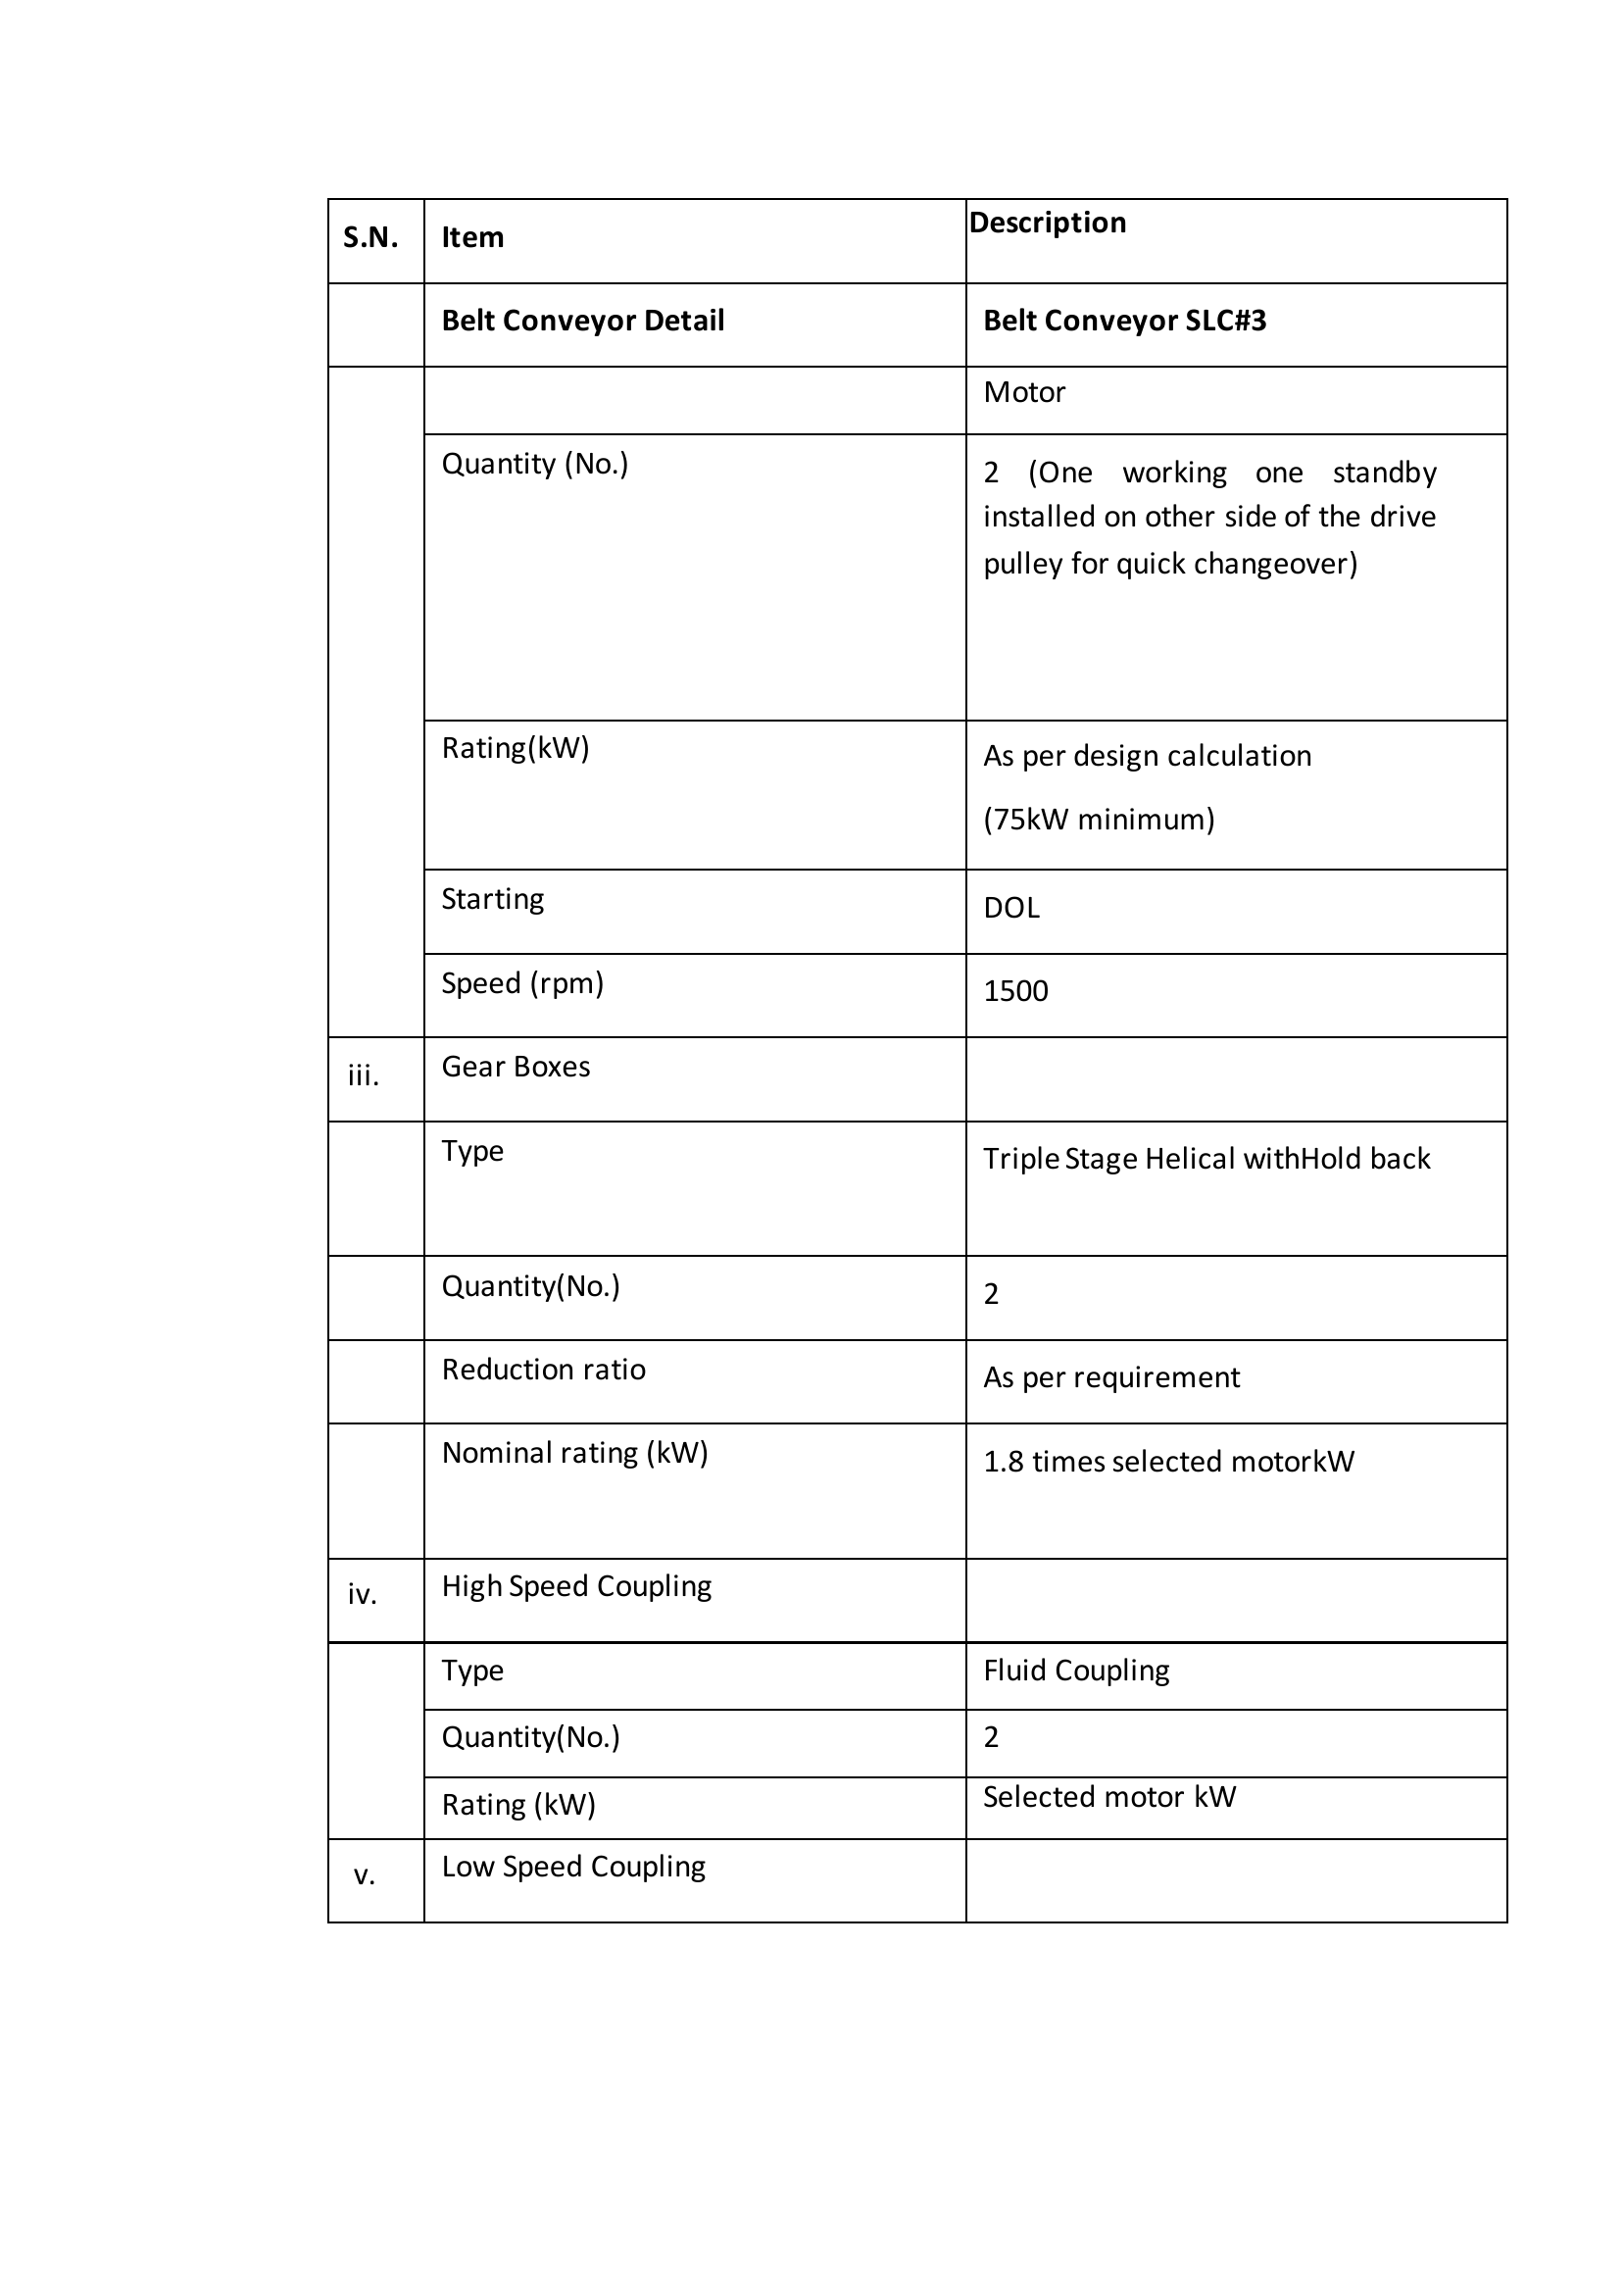 S.N. Item Description
Belt Conveyor Detail Belt Conveyor SLC#3
Motor
Quantity (No.) 2 (One working one standby
installed on other side of the drive
pulley for quick changeover)
Rating(kW) As per design calculation
(75kW minimum)
Starting DOL
Speed (rpm) 1500
iii. Gear Boxes
Type Triple Stage Helical withHold back
Quantity(No.) 2
Reduction ratio As per requirement
Nominal rating (kW) 1.8 times selected motorkW
iv. High Speed Coupling
Type Fluid Coupling
Quantity(No.) 2
Rating (kW) Selected motor kW
v. Low Speed Coupling